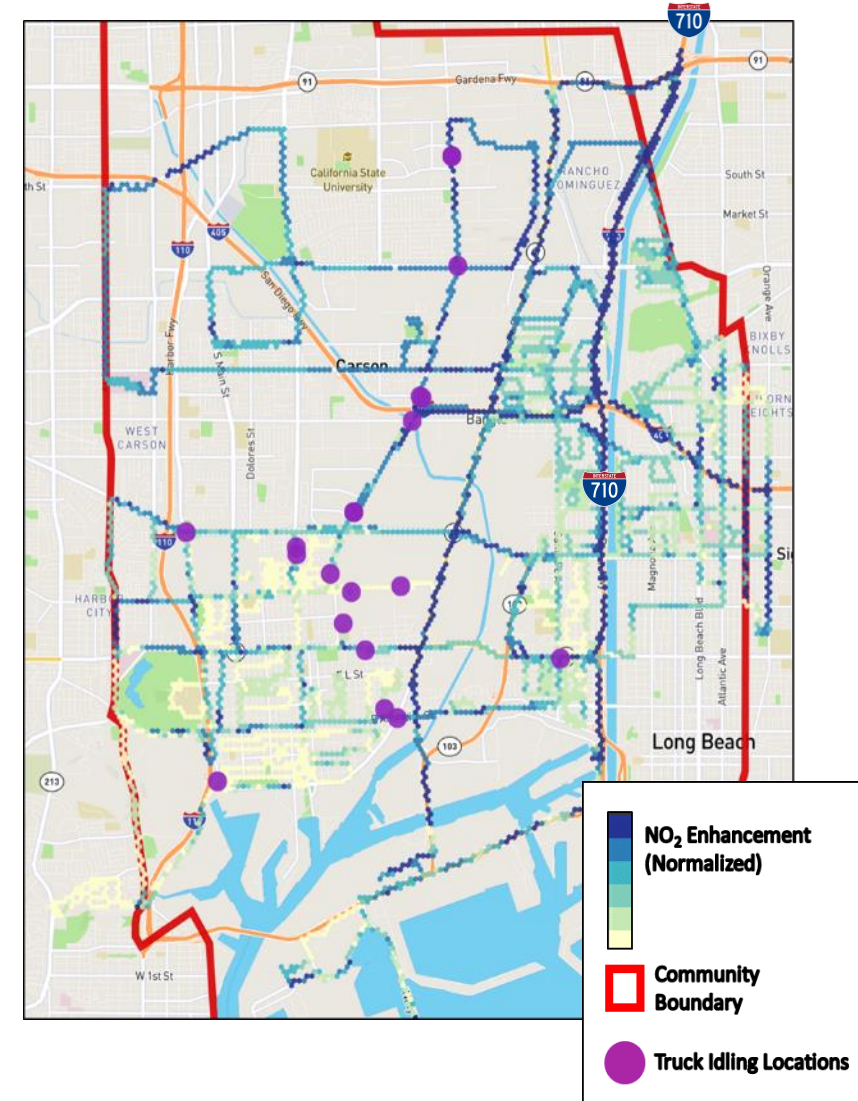 INTERSTATE
710
91
Gardena Fwy
91
California State
University
RANCHO
DOMINGUEZ
South St
th St
Market St
405
110
San Diego Fwy
Orange Ave
Harbor Fwy
S Main St
BIXBY
KNOLLS
Carson
WEST
CARSON
Dolores St
INTERSTATE
710
110
Magnolia
Si
HARBOR
CITY
L St
Long Beach Blvd
Atlantic Ave
103
Long Beach
213
W 1st St
NO₂ Enhancement
(Normalized)
Community
Boundary
Truck Idling Locations